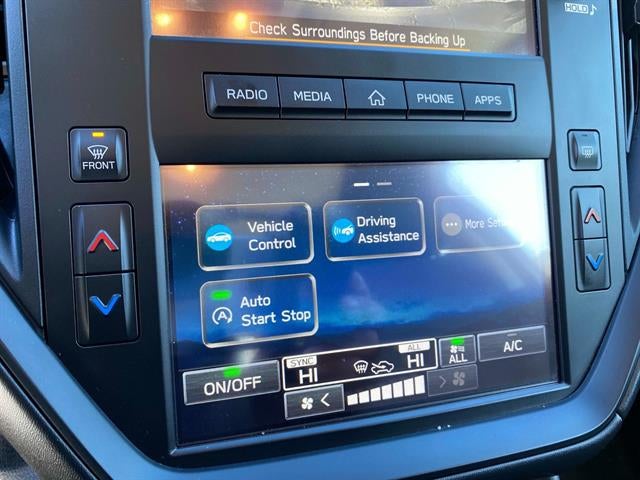 Check Surroundings Before Backing Up
HOLD
RADIO
MEDIA
PHONE
APPS
FRONT
Vehicle
Control
Driving
Assistance
More
Auto
Start Stop
A
ON/OFF
SYNC
HI
ALL
HI
ALL
A/C